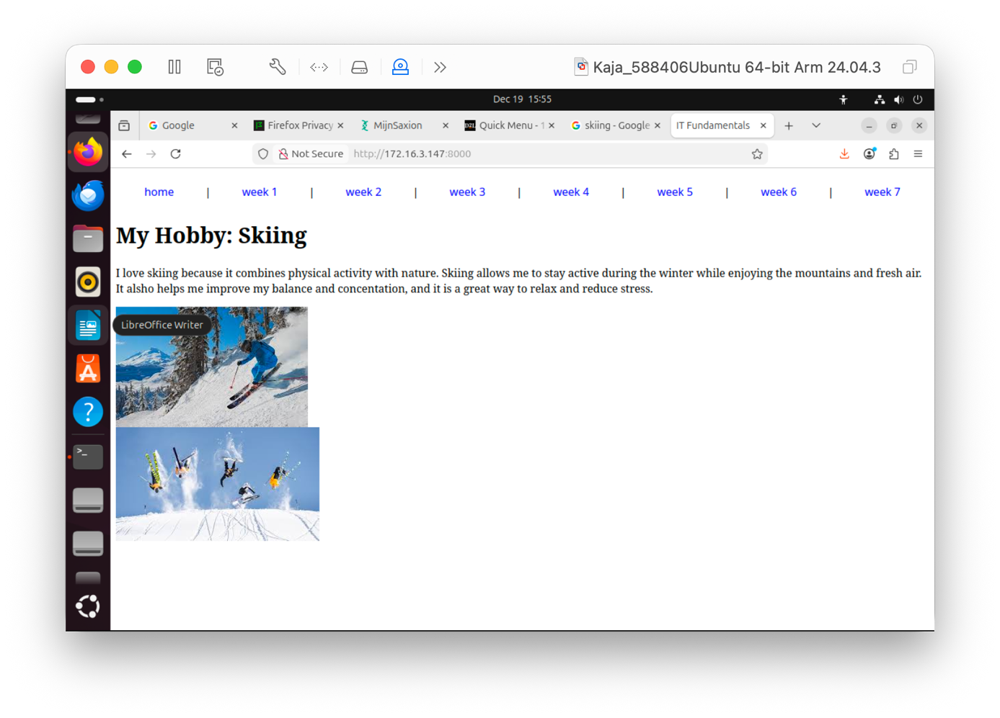 Kaja_588406Ubuntu 64-bit Arm 24.04.3
Dec 19 15:55
Google
Firefox Privacy
MijnSaxion
Quick Menu - 1
skiing - Google
IT Fundamentals
Not Secure http://172.16.3.147:8000
home | week 1 | week 2 | week 3 | week 4 | week 5 | week 6 | week 7
My Hobby: Skiing
I love skiing because it combines physical activity with nature. Skiing allows me to stay active during the winter while enjoying the mountains and fresh air.
It alsho helps me improve my balance and concentation, and it is a great way to relax and reduce stress.
LibreOffice Writer